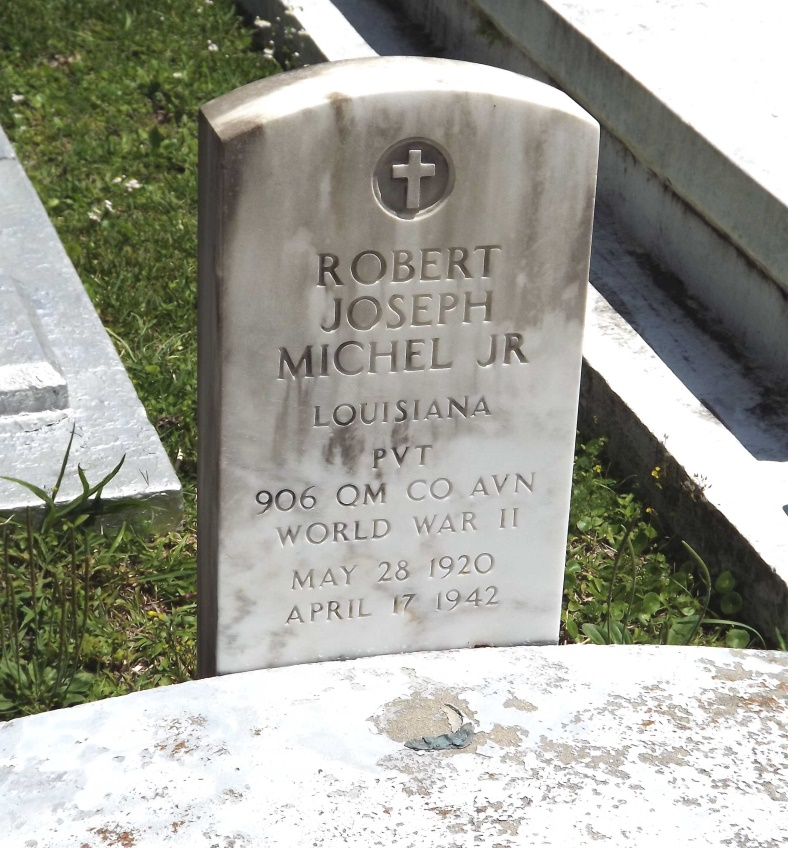 ROBERT
JOSEPH
MICHEL JR
LOUISIANA
PVT
906 QM CO AVN
WORLD WAR II
MAY 28 1920
APRIL 17 1942